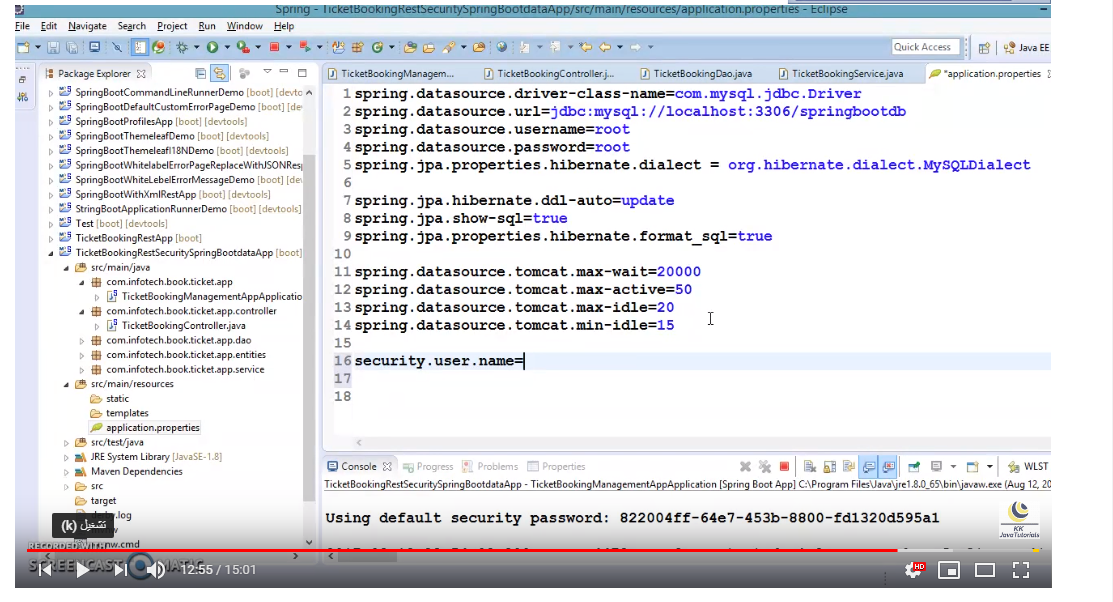 Spring - TicketBookingRestSecuritySpringBootdataApp/src/main/resources/application.properties - Eclipse
File Edit Navigate Search Project Run Window Help
Quick Access
Java EE
Package Explorer
SpringBootCommandLineRunnerDemo [boot] [devto
SpringBootDefaultCustomErrorPageDemo [boot] [de
SpringBootProfilesApp [boot] [devtools]
SpringBootThemeleafDemo [boot] [devtools]
SpringBootThemeleafI18NDemo [boot] [devtools]
SpringBootWhitelabelErrorPageReplaceWithJSONResp
SpringBootWhiteLebelErrorMessageDemo [boot] [de
SpringBootWithXmlRestApp [boot] [devtools]
StringBootApplicationRunnerDemo [boot] [devtools]
Test [boot] [devtools]
TicketBookingRestApp [boot]
TicketBookingRestSecuritySpringBootdataApp [boot]
src/main/java
com.infotech.book.ticket.app
TicketBookingManagementAppApplicatio
com.infotech.book.ticket.app.controller
TicketBookingController.java
com.infotech.book.ticket.app.dao
com.infotech.book.ticket.app.entities
com.infotech.book.ticket.app.service
src/main/resources
static
templates
application.properties
src/test/java
JRE System Library [JavaSE-1.8]
Maven Dependencies
src
target
TicketBookingManagem...
TicketBookingController.j...
TicketBookingDao.java
TicketBookingService.java
*application.properties
1 spring.datasource.driver-class-name=com.mysql.jdbc.Driver
2 spring.datasource.url=jdbc:mysql://localhost:3306/springbootdb
3 spring.datasource.username=root
4 spring.datasource.password=root
5 spring.jpa.properties.hibernate.dialect = org.hibernate.dialect.MySQLDialect
6
7 spring.jpa.hibernate.ddl-auto=update
8 spring.jpa.show-sql=true
9 spring.jpa.properties.hibernate.format_sql=true
10
11 spring.datasource.tomcat.max-wait=20000
12 spring.datasource.tomcat.max-active=50
13 spring.datasource.tomcat.max-idle=20
14 spring.datasource.tomcat.min-idle=15
15
16 security.user.name=
17
18
Console Progress Problems Properties
WLST
TicketBookingRestSecuritySpringBootdataApp - TicketBookingManagementAppApplication [Spring Boot App] C:\Program Files\Java\jre1.8.0_65\bin\javaw.exe (Aug 12, 20
Using default security password: 822004ff-64e7-453b-8800-fd1320d595a1
KK
JavaTutorials
تشغيل (k)
RECORDED WITH
SCREENCAST MATIC
12:55 / 15:01
HD